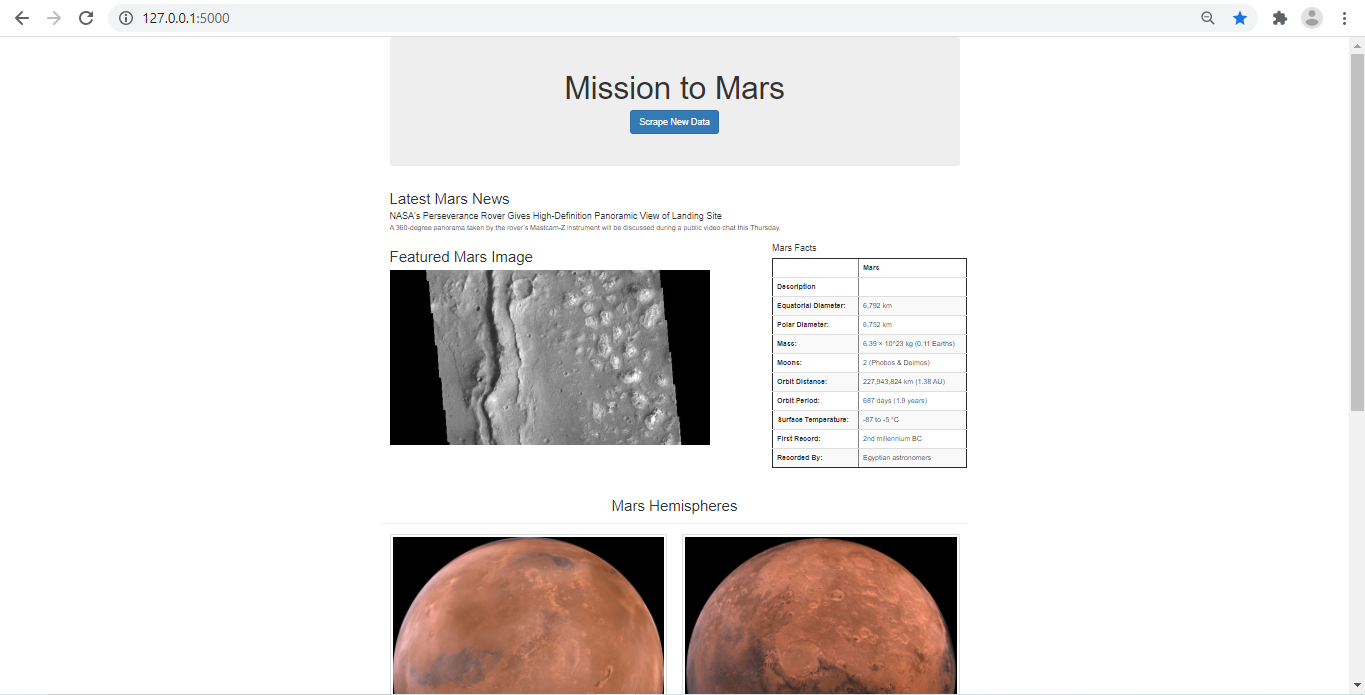 127.0.0.1:5000
Mission to Mars
Scrape New Data
Latest Mars News
NASA's Perseverance Rover Gives High-Definition Panoramic View of Landing Site
A 360-degree panorama taken by the rover's Mastcam-Z instrument will be discussed during a public video chat this Thursday.
Featured Mars Image
Mars Facts
Mars
Description
Equatorial Diameter: 6,792 km
Polar Diameter: 6,752 km
Mass: 6.39 × 10^23 kg (0.11 Earths)
Moons: 2 (Phobos & Deimos)
Orbit Distance: 227,943,824 km (1.38 AU)
Orbit Period: 687 days (1.9 years)
Surface Temperature: -87 to -5 °C
First Record: 2nd millennium BC
Recorded By: Egyptian astronomers
Mars Hemispheres